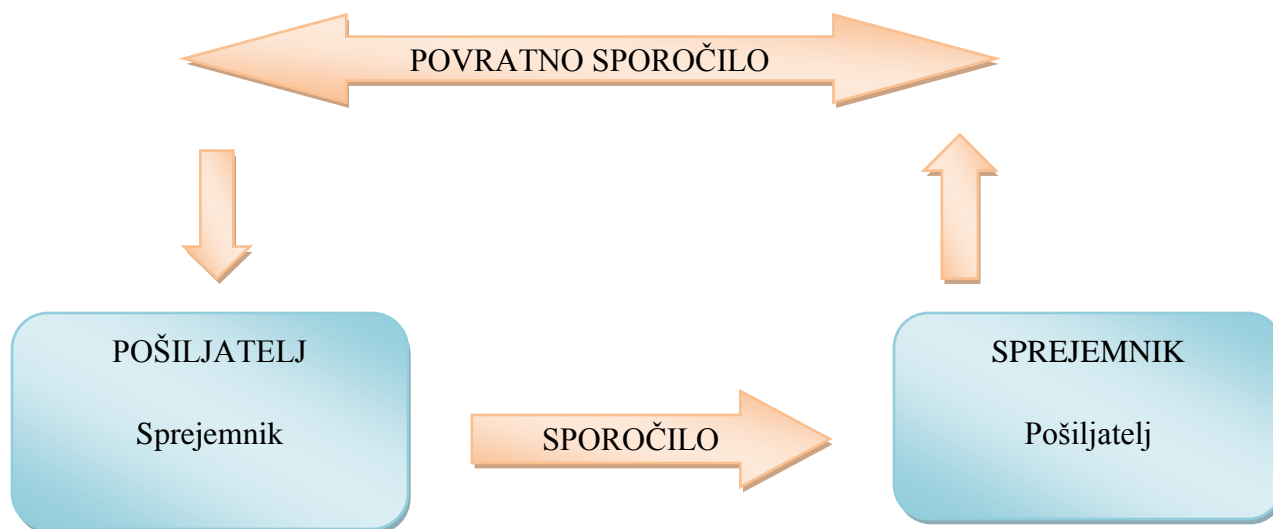 POVRATNO SPOROČILO
POŠILJATELJ
Sprejemnik
SPOROČILO
SPREJEMNIK
Pošiljatelj